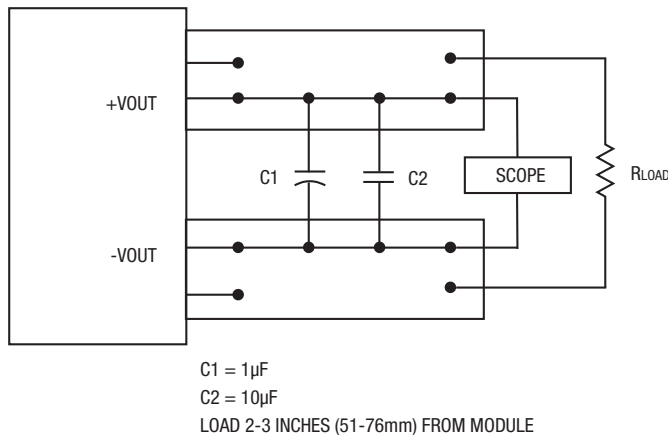 +VOUT
C1
C2
SCOPE
RLOAD
-VOUT
C1 = 1µF
C2 = 10µF
LOAD 2-3 INCHES (51-76mm) FROM MODULE